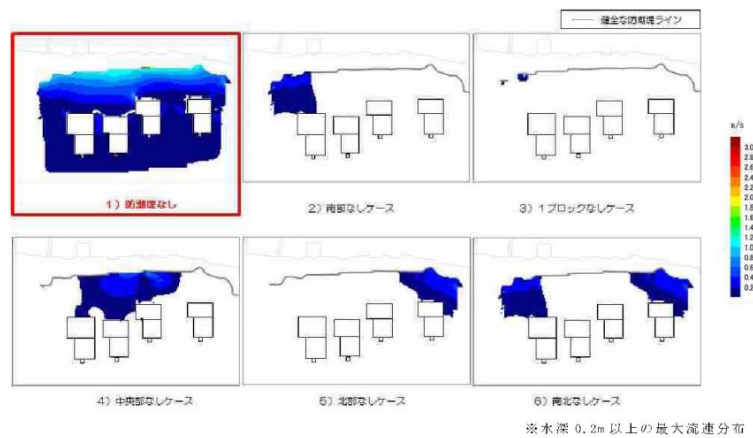 健全な防潮堤ライン
1）防潮堤なし
2）南部なしケース
3）1ブロックなしケース
m/s
3.0
2.8
2.6
2.4
2.2
2.0
1.8
1.6
1.4
1.2
1.0
0.8
0.6
0.4
0.2
4）中央部なしケース
5）北部なしケース
6）南北なしケース
※水深 0.2m 以上の最大流速分布